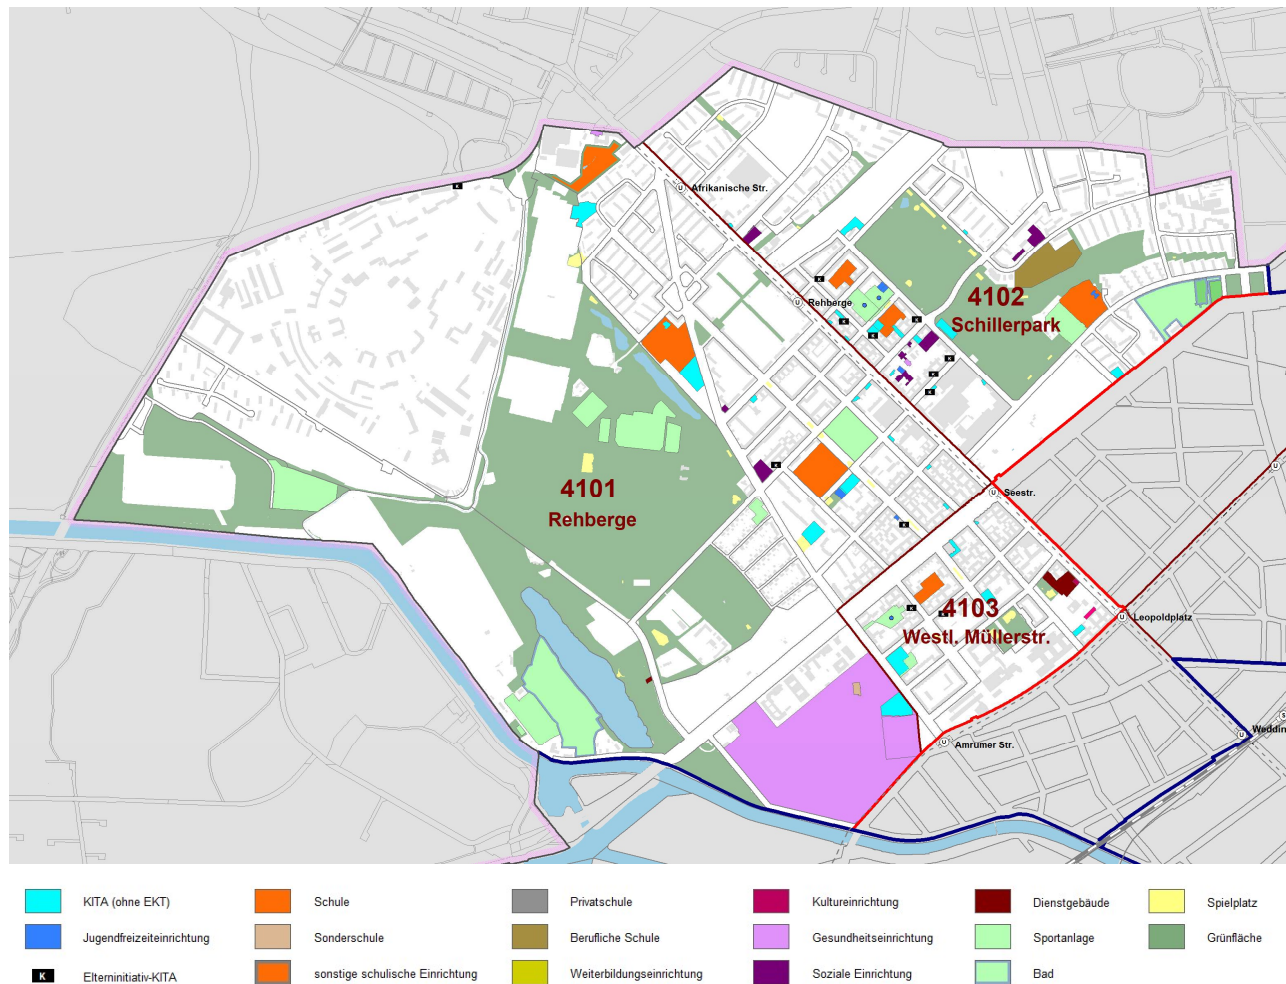 K
U Afrikanische Str.
K
U Rehberge
K
K
K
4102
Schillerpark
K
K
K
4101
Rehberge
U
U Seestr.
K
K
K
4103
Westl. Müllerstr.
U Leopoldplatz
U Amrumer Str.
S
U Weddin
KITA (ohne EKT)
Schule
Privatschule
Kultureinrichtung
Dienstgebäude
Spielplatz
Jugendfreizeiteinrichtung
Sonderschule
Berufliche Schule
Gesundheitseinrichtung
Sportanlage
Grünfläche
K Elterninitiativ-KITA
sonstige schulische Einrichtung
Weiterbildungseinrichtung
Soziale Einrichtung
Bad